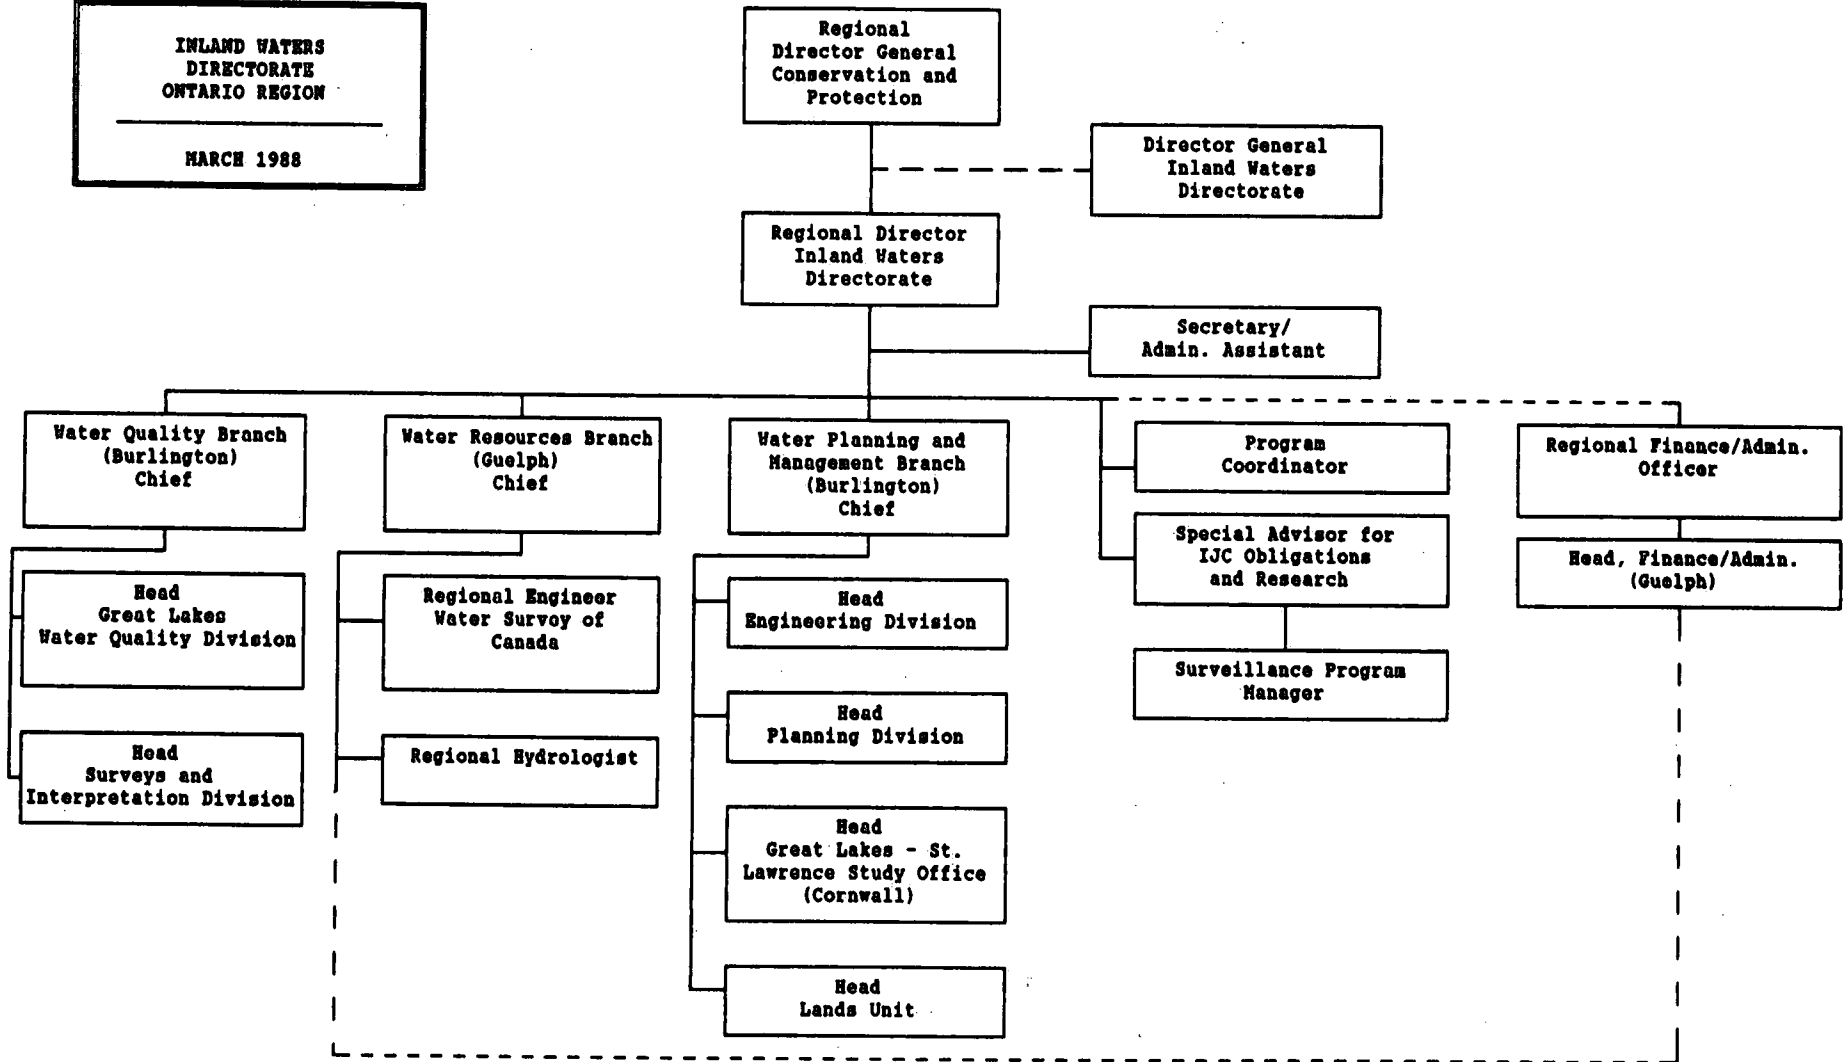 INLAND WATERS
DIRECTORATE
ONTARIO REGION
MARCH 1988
Regional
Director General
Conservation and
Protection
Director General
Inland Waters
Directorate
Regional Director
Inland Waters
Directorate
Secretary/
Admin. Assistant
Water Quality Branch
(Burlington)
Chief
Water Resources Branch
(Guelph)
Chief
Water Planning and
Management Branch
(Burlington)
Chief
Program
Coordinator
Regional Finance/Admin.
Officer
Special Advisor for
IJC Obligations
and Research
Head, Finance/Admin.
(Guelph)
Surveillance Program
Manager
Head
Great Lakes
Water Quality Division
Head
Surveys and
Interpretation Division
Regional Engineer
Water Survey of
Canada
Regional Hydrologist
Head
Engineering Division
Head
Planning Division
Head
Great Lakes - St.
Lawrence Study Office
(Cornwall)
Head
Lands Unit